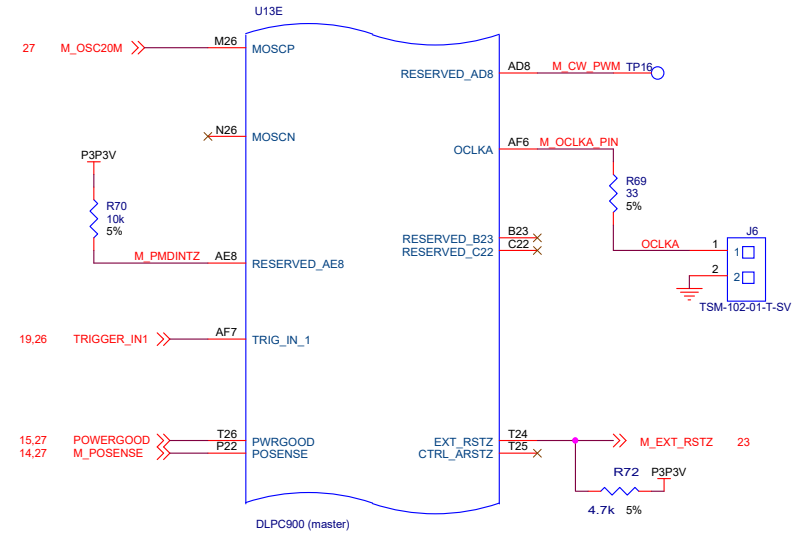 U13E
27 M_OSC20M M26 MOSCP
RESERVED_AD8 AD8 M_CW_PWM TP16
N26 MOSCN
OCLKA AF6 M_OCLKA_PIN
P3P3V
R70
10k
5%
R69
33
5%
M_PMDINTZ AE8 RESERVED_AE8
RESERVED_B23 B23
RESERVED_C22 C22
OCLKA 1 1
J6
2 2
TSM-102-01-T-SV
19,26 TRIGGER_IN1 AF7 TRIG_IN_1
15,27 POWERGOOD T26 PWRGOOD
14,27 M_POSENSE P22 POSENSE
EXT_RSTZ T24 M_EXT_RSTZ 23
CTRL_ARSTZ T25
R72 P3P3V
4.7k 5%
DLPC900 (master)